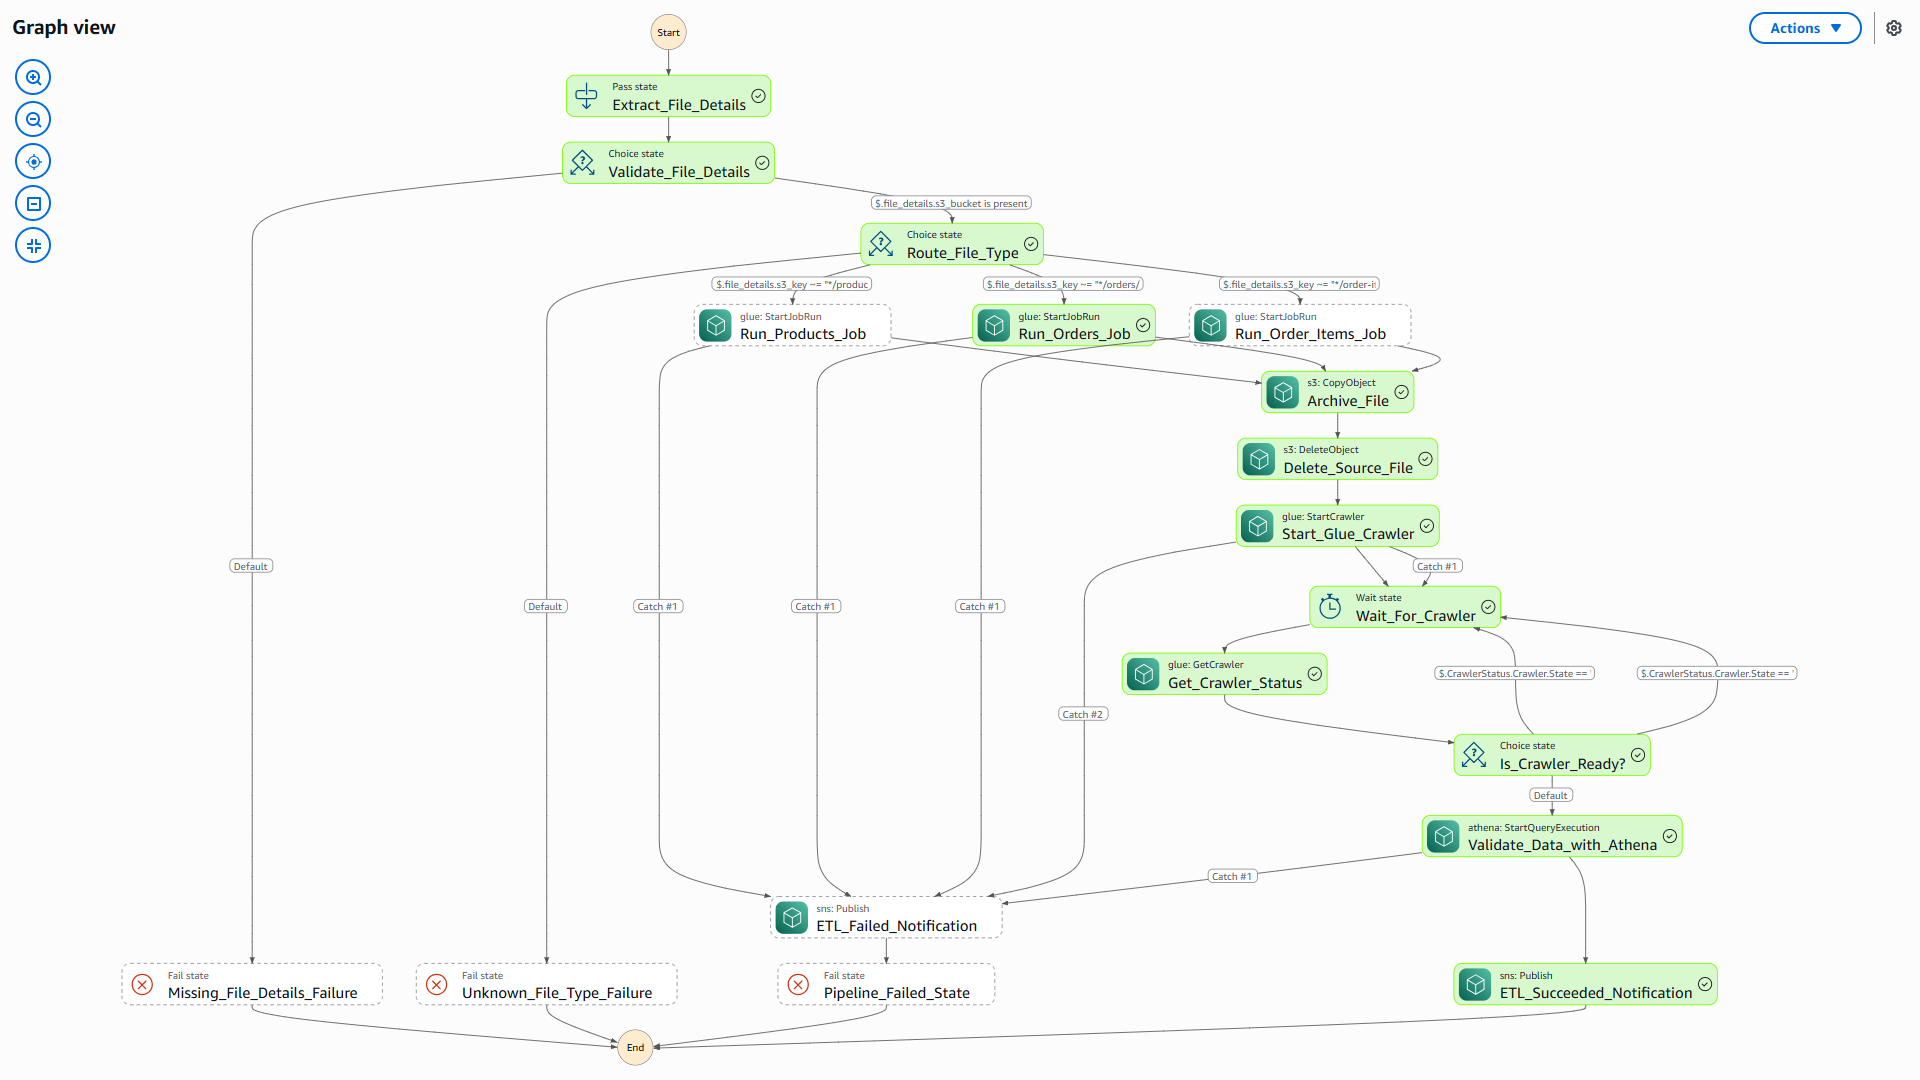 Graph view
Actions
Start
Pass state
Extract_File_Details
Choice state
Validate_File_Details
$.file_details.s3_bucket is present
Choice state
Route_File_Type
$.file_details.s3_key ~= "*/produc
$.file_details.s3_key ~= "*/orders/
$.file_details.s3_key ~= "*/order-it
glue: StartJobRun
Run_Products_Job
glue: StartJobRun
Run_Orders_Job
glue: StartJobRun
Run_Order_Items_Job
s3: CopyObject
Archive_File
s3: DeleteObject
Delete_Source_File
glue: StartCrawler
Start_Glue_Crawler
Default
Catch #1
Wait state
Wait_For_Crawler
Default
Catch #1
Catch #1
Catch #1
glue: GetCrawler
Get_Crawler_Status
$.CrawlerStatus.Crawler.State == '
$.CrawlerStatus.Crawler.State == '
Catch #2
Choice state
Is_Crawler_Ready?
Default
athena: StartQueryExecution
Validate_Data_with_Athena
Catch #1
sns: Publish
ETL_Failed_Notification
Fail state
Missing_File_Details_Failure
Fail state
Unknown_File_Type_Failure
Fail state
Pipeline_Failed_State
sns: Publish
ETL_Succeeded_Notification
End